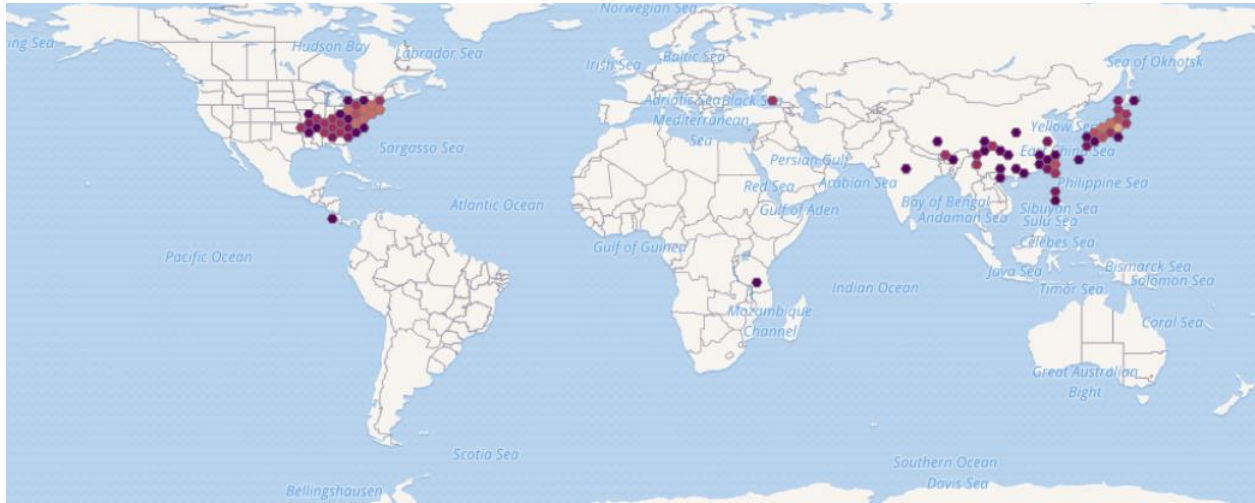 Norwegian Sea
ring Sea
Hudson Bay
Labrador Sea
Irish Sea
Baltic Sea
Sea of Okhotsk
Adriatic Sea
Black Sea
Mediterranean
Sea
Yellow Sea
East China Sea
Sargasso Sea
Persian Gulf
Red Sea
Arabian Sea
Philippine Sea
Atlantic Ocean
Bay of Bengal
Gulf of Aden
Andaman Sea
Sibuyan Sea
Sulu Sea
Gulf of Guinea
Celebes Sea
Pacific Ocean
Bismarck Sea
Java Sea
Solomon Sea
Indian Ocean
Timor Sea
Mozambique
Channel
Coral Sea
Great Australian
Bight
Scotia Sea
Southern Ocean
Davis Sea
Bellingshausen